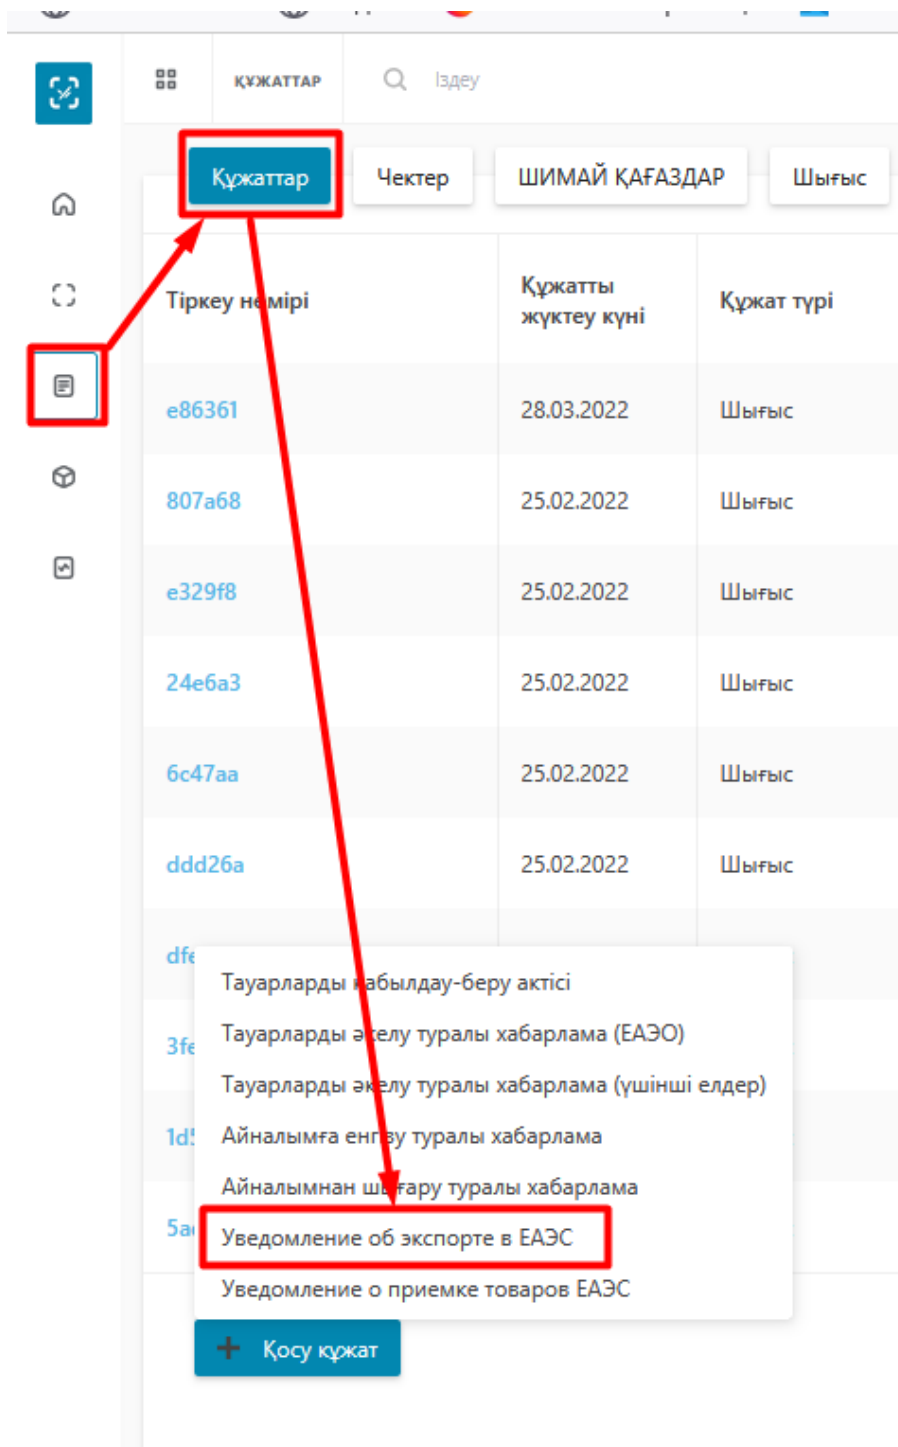 ҚҰЖАТТАР
Іздеу
Құжаттар
Чектер
ШИМАЙ ҚАҒАЗДАР
Шығыс
Тіркеу нөмірі
Құжатты
жүктеу күні
Құжат түрі
e86361
28.03.2022
Шығыс
807a68
25.02.2022
Шығыс
e329f8
25.02.2022
Шығыс
24e6a3
25.02.2022
Шығыс
6c47aa
25.02.2022
Шығыс
ddd26a
25.02.2022
Шығыс
Тауарларды қабылдау-беру актісі
Тауарларды әкелу туралы хабарлама (ЕАЭО)
Тауарларды әкелу туралы хабарлама (үшінші елдер)
Айналымға енгізу туралы хабарлама
Айналымнан шығару туралы хабарлама
Уведомление об экспорте в ЕАЭС
Уведомление о приемке товаров ЕАЭС
+ Қосу құжат